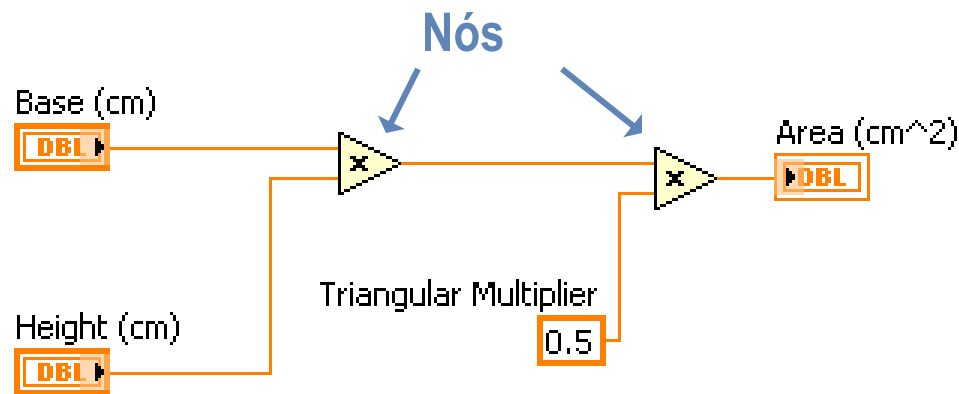 Nós
Base (cm)
DBL
x
x
Area (cm^2)
DBL
Triangular Multiplier
0.5
Height (cm)
DBL